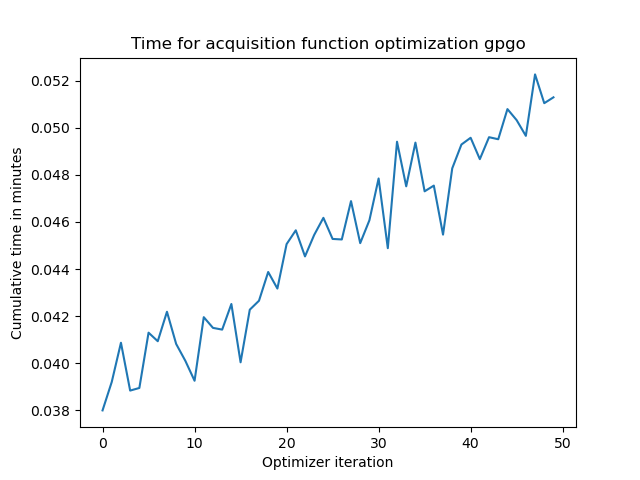 Time for acquisition function optimization gpgo
0.052
0.050
0.048
0.046
0.044
0.042
0.040
0.038
Cumulative time in minutes
0 10 20 30 40 50
Optimizer iteration